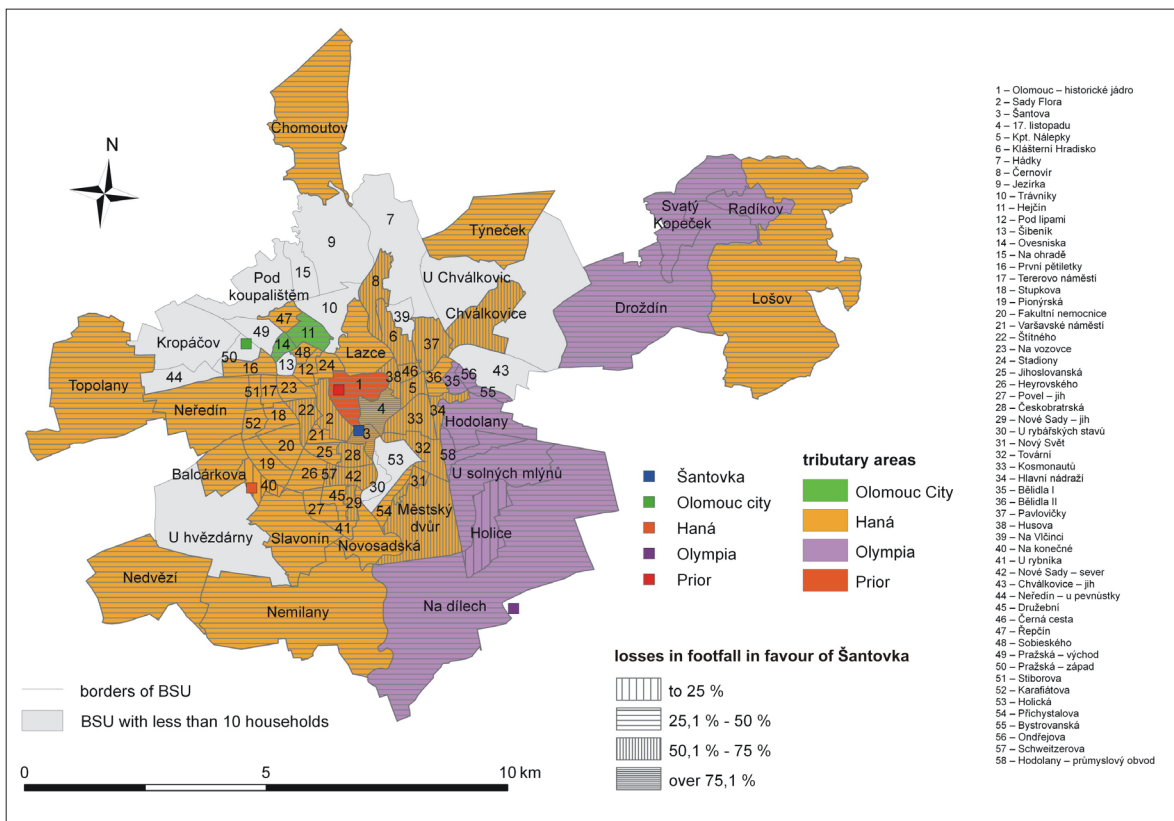 N
Chomoutov
7
9
15
Týneček
Svatý
Kopeček
Radíkov
Pod
koupalištěm
8
U Chválkovic
10
Droždín
Lošov
Chválkovice
39
47
49
11
6
37
Kropáčov
14
48
Lazce
50
13
12
24
46
43
44
16
1
38
36
35
56
55
Topolany
Neředín
51
17
23
5
4
34
18
22
2
33
Hodolany
52
21
3
20
25
28
53
32
58
U solných mlýnů
Balcárkova
19
26
57
42
31
40
45
29
30
27
54
Městský
dvůr
41
Holice
U hvězdárny
Slavonín
Novosadská
Nedvězí
Nemilany
Na dílech
Šantovka
Olomouc city
Haná
Olympia
Prior
tributary areas
Olomouc City
Haná
Olympia
Prior
losses in footfall in favour of Šantovka
to 25 %
25,1 % - 50 %
50,1 % - 75 %
over 75,1 %
borders of BSU
BSU with less than 10 households
0 5 10 km
1 – Olomouc – historické jádro
2 – Sady Flora
3 – Šantova
4 – 17. listopadu
5 – Kpt. Nálepky
6 – Klášterní Hradisko
7 – Hádky
8 – Černovír
9 – Jezírka
10 – Trávníky
11 – Hejčín
12 – Pod lipami
13 – Šibeník
14 – Ovesniska
15 – Na ohradě
16 – První pětiletky
17 – Tererovo náměstí
18 – Stupkova
19 – Pionýrská
20 – Fakultní nemocnice
21 – Varšavské náměstí
22 – Štítného
23 – Na vozovce
24 – Stadiony
25 – Jihoslovanská
26 – Heyrovského
27 – Povel – jih
28 – Českobratrská
29 – Nové Sady – jih
30 – U rybářských stavů
31 – Nový Svět
32 – Tovární
33 – Kosmonautů
34 – Hlavní nádraží
35 – Bělidla I
36 – Bělidla II
37 – Pavlovičky
38 – Husova
39 – Na Vlčinci
40 – Na konečné
41 – U rybníka
42 – Nové Sady – sever
43 – Chválkovice – jih
44 – Neředín – u pevnůstky
45 – Družební
46 – Černá cesta
47 – Řepčín
48 – Sobieského
49 – Pražská – východ
50 – Pražská – západ
51 – Stiborova
52 – Karafiátova
53 – Holická
54 – Přichystalova
55 – Bystrovanská
56 – Ondřejova
57 – Schweitzerova
58 – Hodolany – průmyslový obvod